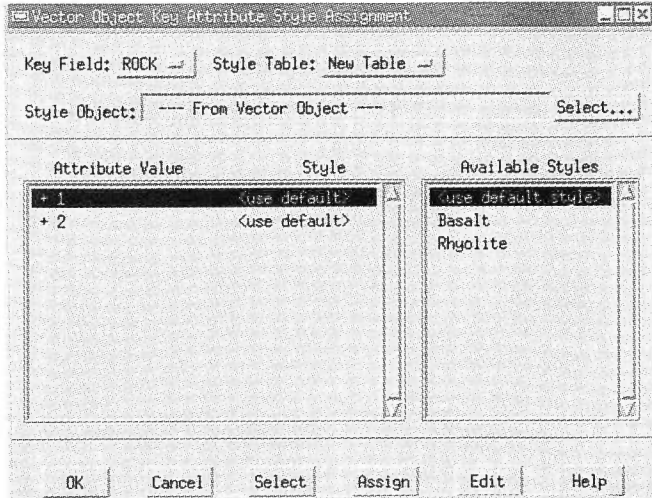 Vector Object Key Attribute Style Assignment
Key Field: ROCK Style Table: New Table
Style Object: --- From Vector Object --- Select...
Attribute Value Style Available Styles
+ 1 <use default> <use default style>
+ 2 <use default> Basalt
Rhyolite
OK Cancel Select Assign Edit Help